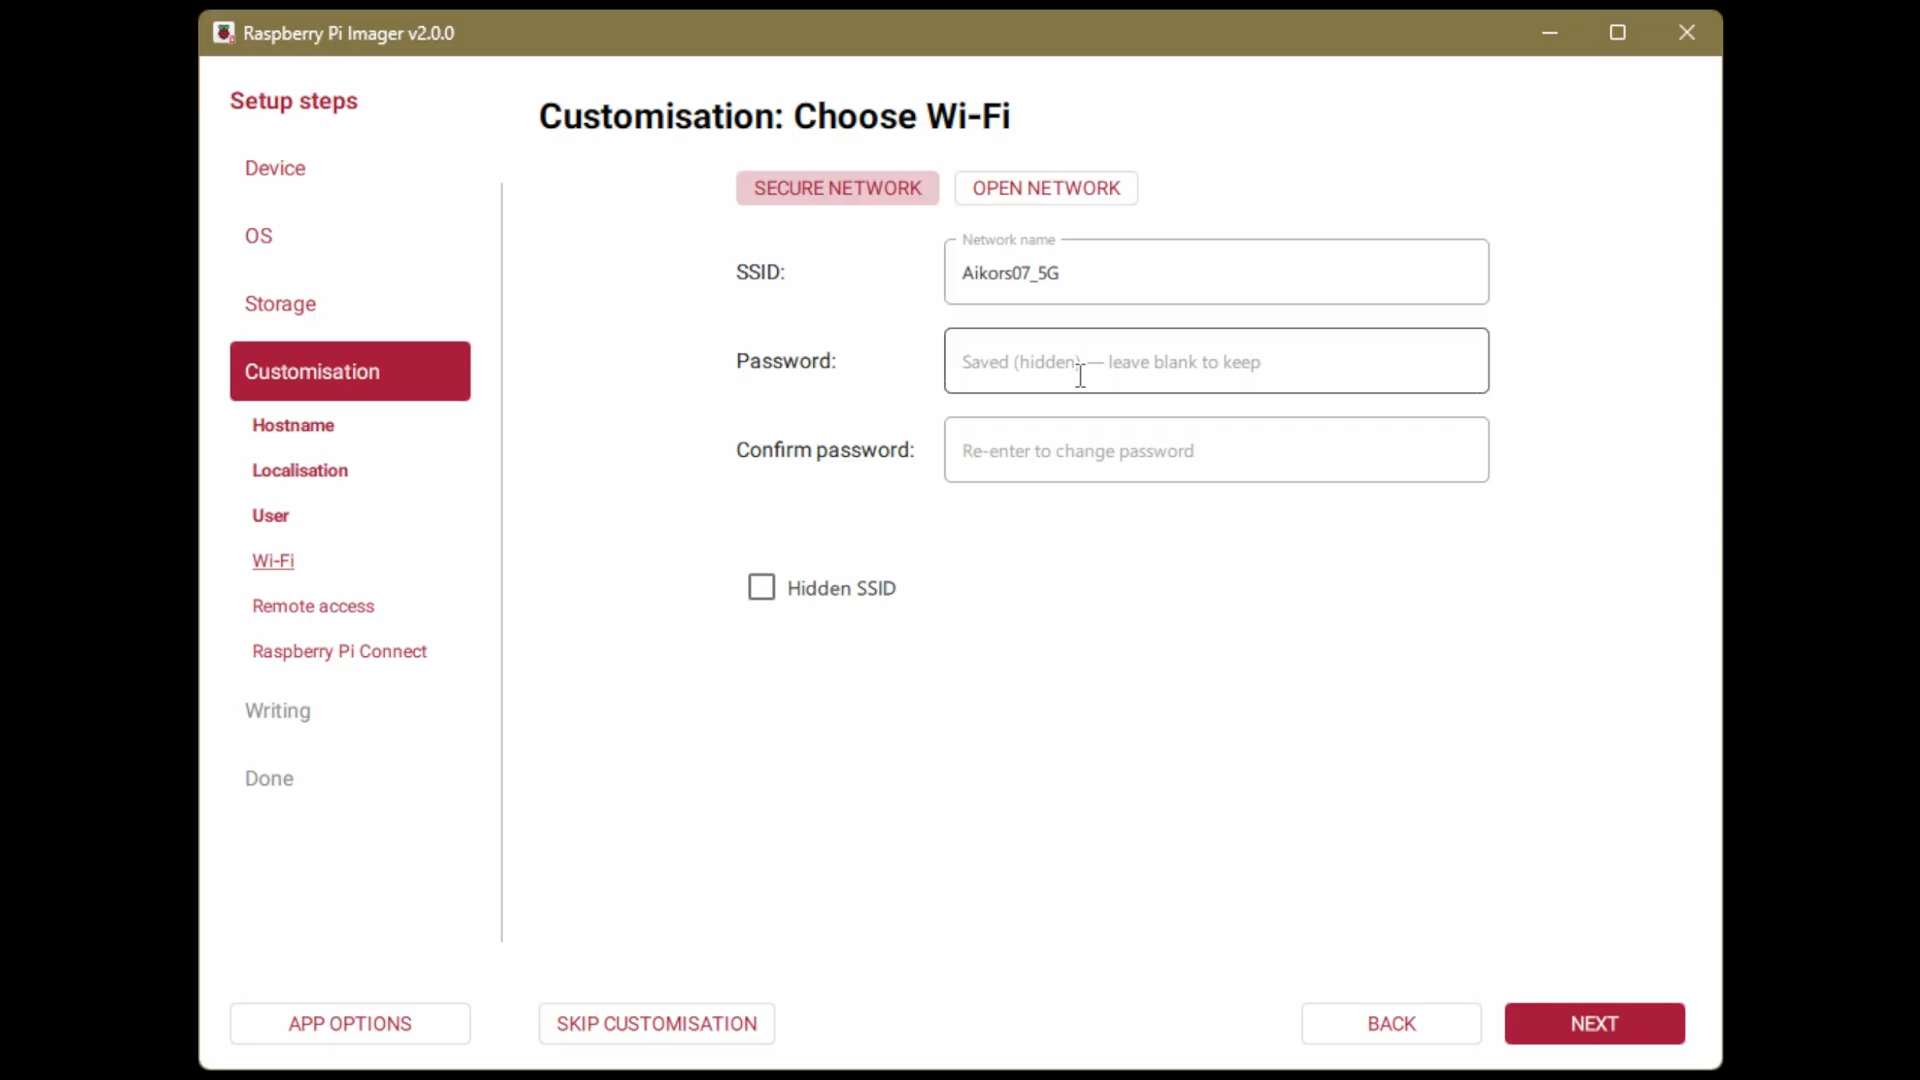 Raspberry Pi Imager v2.0.0
Setup steps
Device
OS
Storage
Customisation
Hostname
Localisation
User
Wi-Fi
Remote access
Raspberry Pi Connect
Writing
Done
APP OPTIONS
Customisation: Choose Wi-Fi
SECURE NETWORK OPEN NETWORK
Network name
SSID: Aikors07_5G
Password: Saved (hidden) — leave blank to keep
Confirm password: Re-enter to change password
Hidden SSID
SKIP CUSTOMISATION BACK NEXT